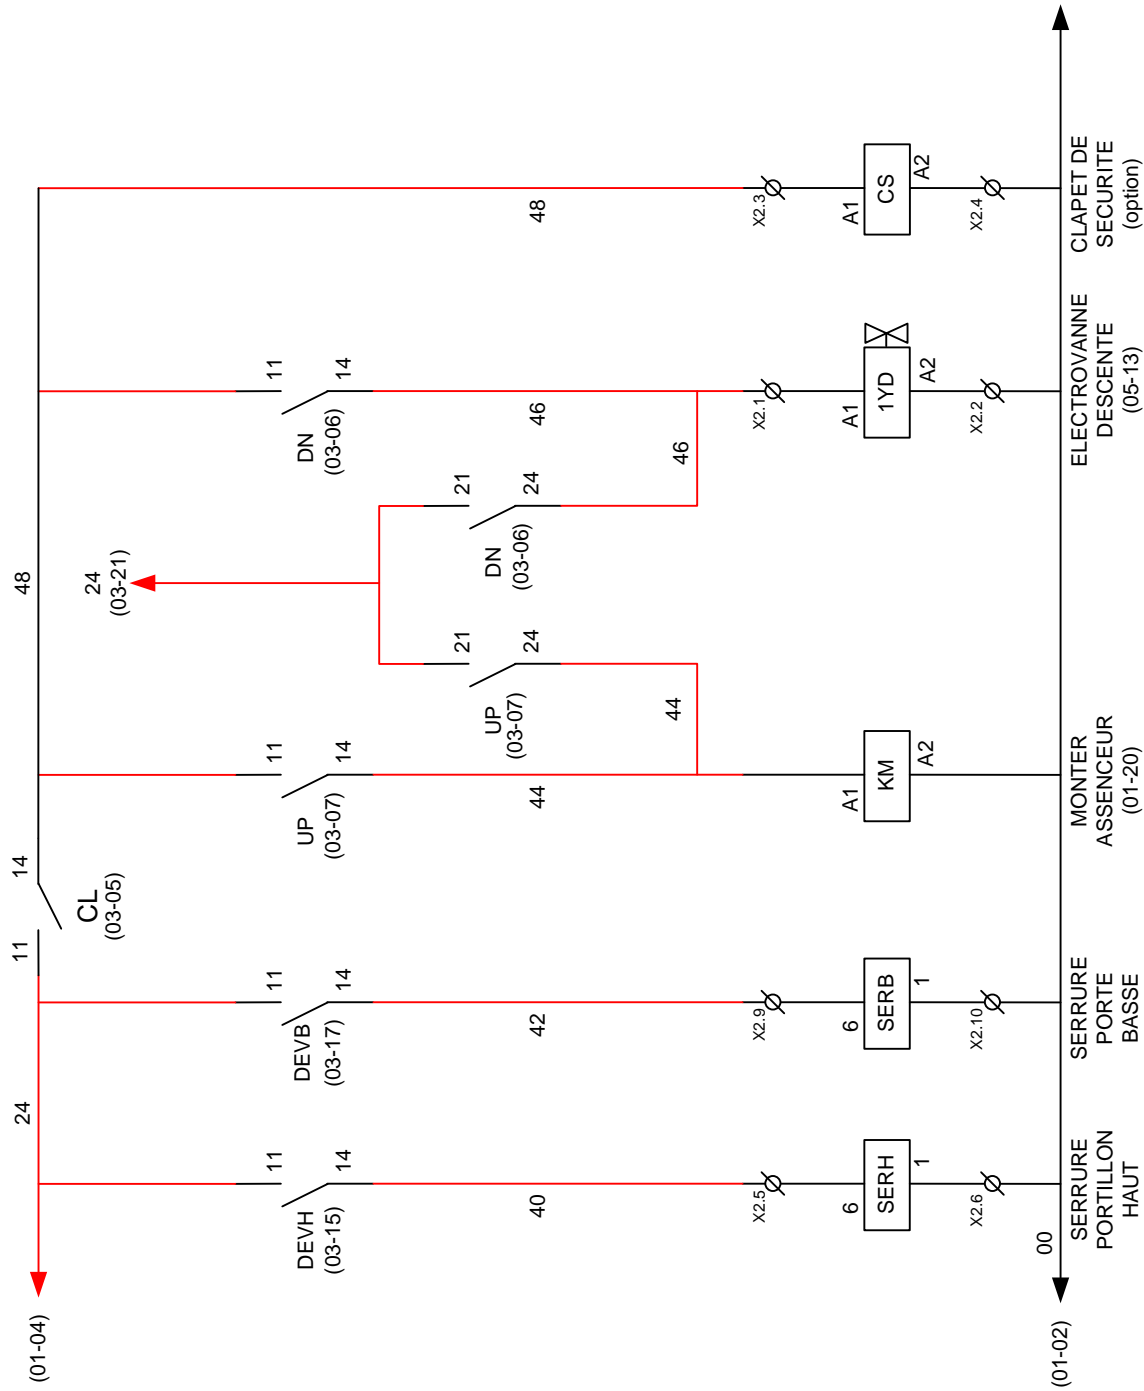 (01-04)
24
11
CL
(03-05)
14
48
24
(03-21)
11
DEVH
(03-15)
14
11
DEVB
(03-17)
14
11
UP
(03-07)
14
21
UP
(03-07)
24
21
DN
(03-06)
24
11
DN
(03-06)
14
40
42
44
44
46
46
48
X2.5
X2.9
X2.1
X2.3
6
SERH
1
6
SERB
1
A1
KM
A2
A1
1YD
A2
A1
CS
A2
X2.6
X2.10
X2.2
X2.4
(01-02)
00
SERRURE
PORTILLON
HAUT
SERRURE
PORTE
BASSE
MONTER
ASSENCEUR
(01-20)
ELECTROVANNE
DESCENTE
(05-13)
CLAPET DE
SECURITE
(option)